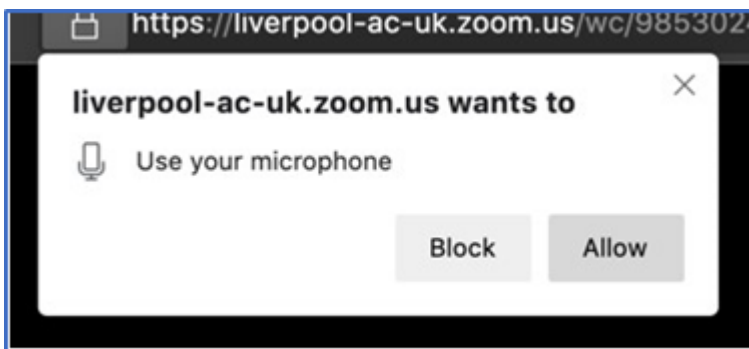 https://liverpool-ac-uk.zoom.us/wc/985302
liverpool-ac-uk.zoom.us wants to
Use your microphone
Block
Allow